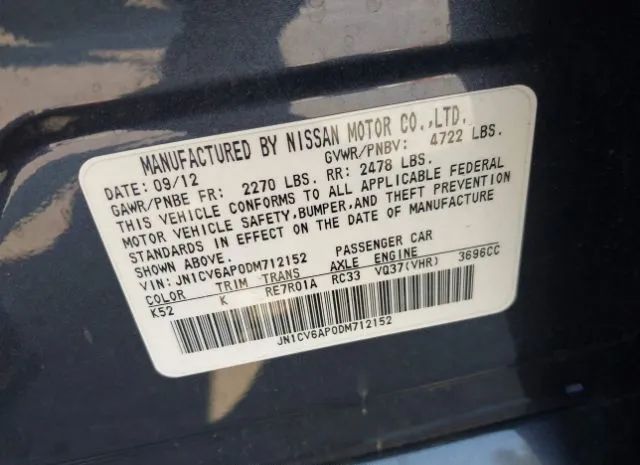 MANUFACTURED BY NISSAN MOTOR CO.,LTD.
DATE: 09/12 GVWR/PNBV: 4722 LBS.
GAWR/PNBE FR: 2270 LBS. RR: 2478 LBS.
THIS VEHICLE CONFORMS TO ALL APPLICABLE FEDERAL
MOTOR VEHICLE SAFETY,BUMPER,AND THEFT PREVENTION
STANDARDS IN EFFECT ON THE DATE OF MANUFACTURE
SHOWN ABOVE.
VIN: JN1CV6AP0DM712152 PASSENGER CAR
COLOR TRIM TRANS AXLE ENGINE
K52 K RE7R01A RC33 VQ37(VHR) 3696CC
JN1CV6AP0DM712152